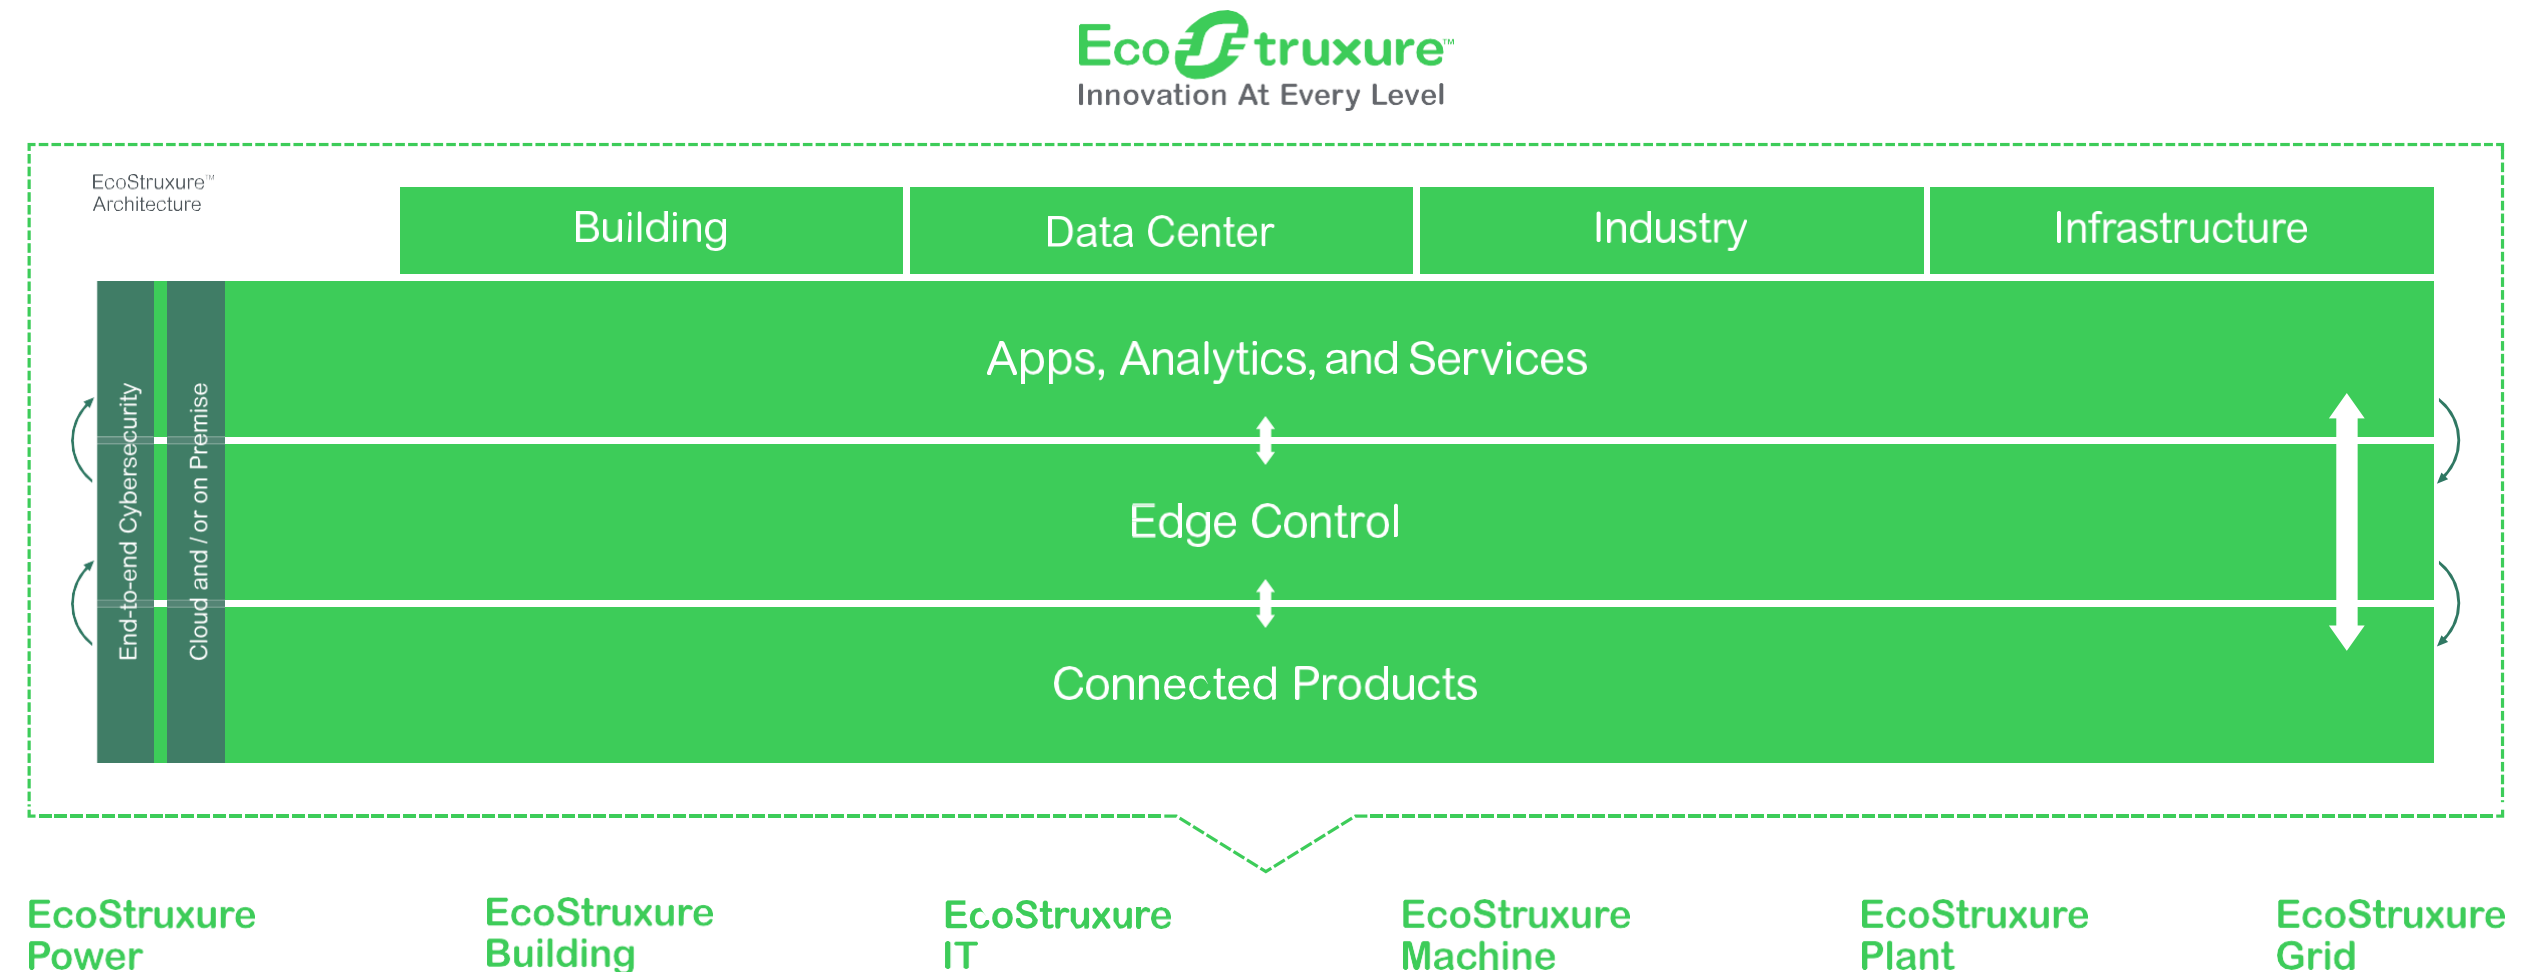 EcoStruxure™
Innovation At Every Level
EcoStruxure™
Architecture
Building
Data Center
Industry
Infrastructure
End-to-end Cybersecurity
Cloud and / or on Premise
Apps, Analytics, and Services
Edge Control
Connected Products
EcoStruxure
Power
EcoStruxure
Building
EcoStruxure
IT
EcoStruxure
Machine
EcoStruxure
Plant
EcoStruxure
Grid